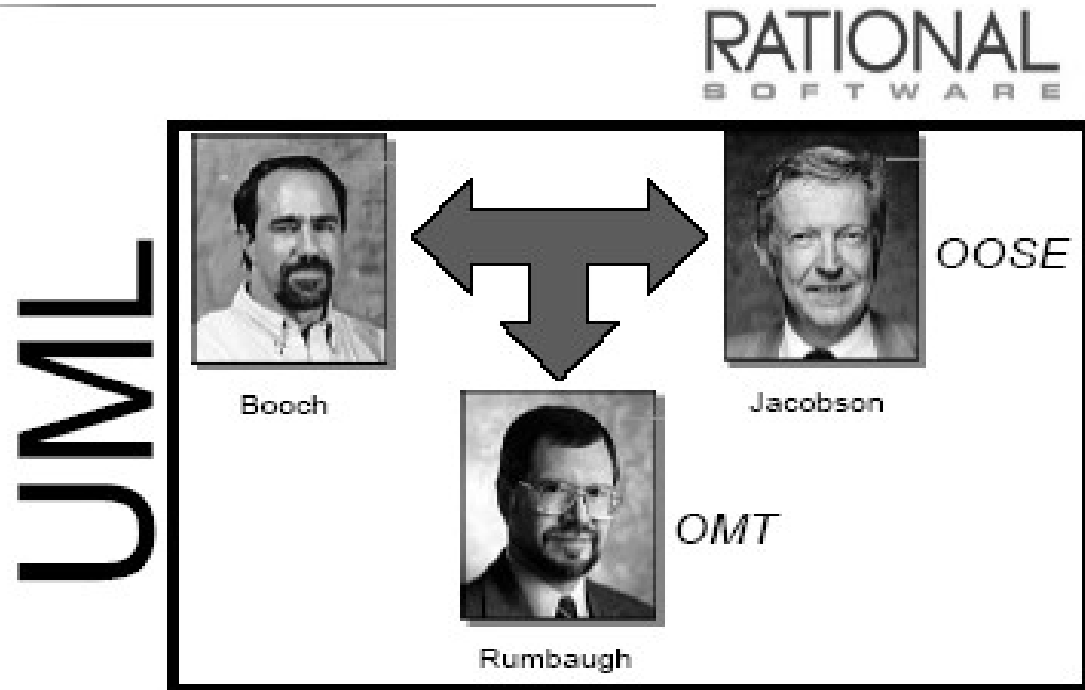 RATIONAL
SOFTWARE
UML
Booch
Jacobson
OOSE
Rumbaugh
OMT